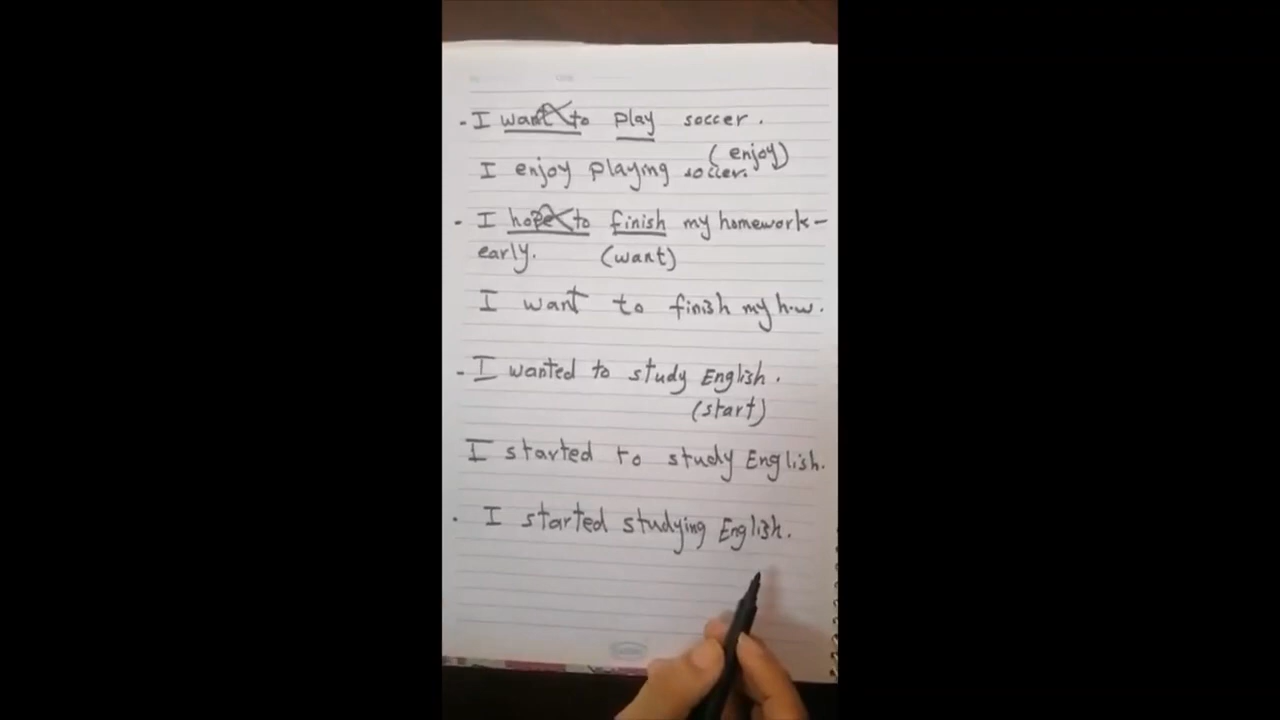 - I want to play soccer.
(enjoy)
I enjoy playing soccer.
- I hope to finish my homework-
early. (want)
I want to finish my h.w.
- I wanted to study English.
(start)
I started to study English.
. I started studying English.